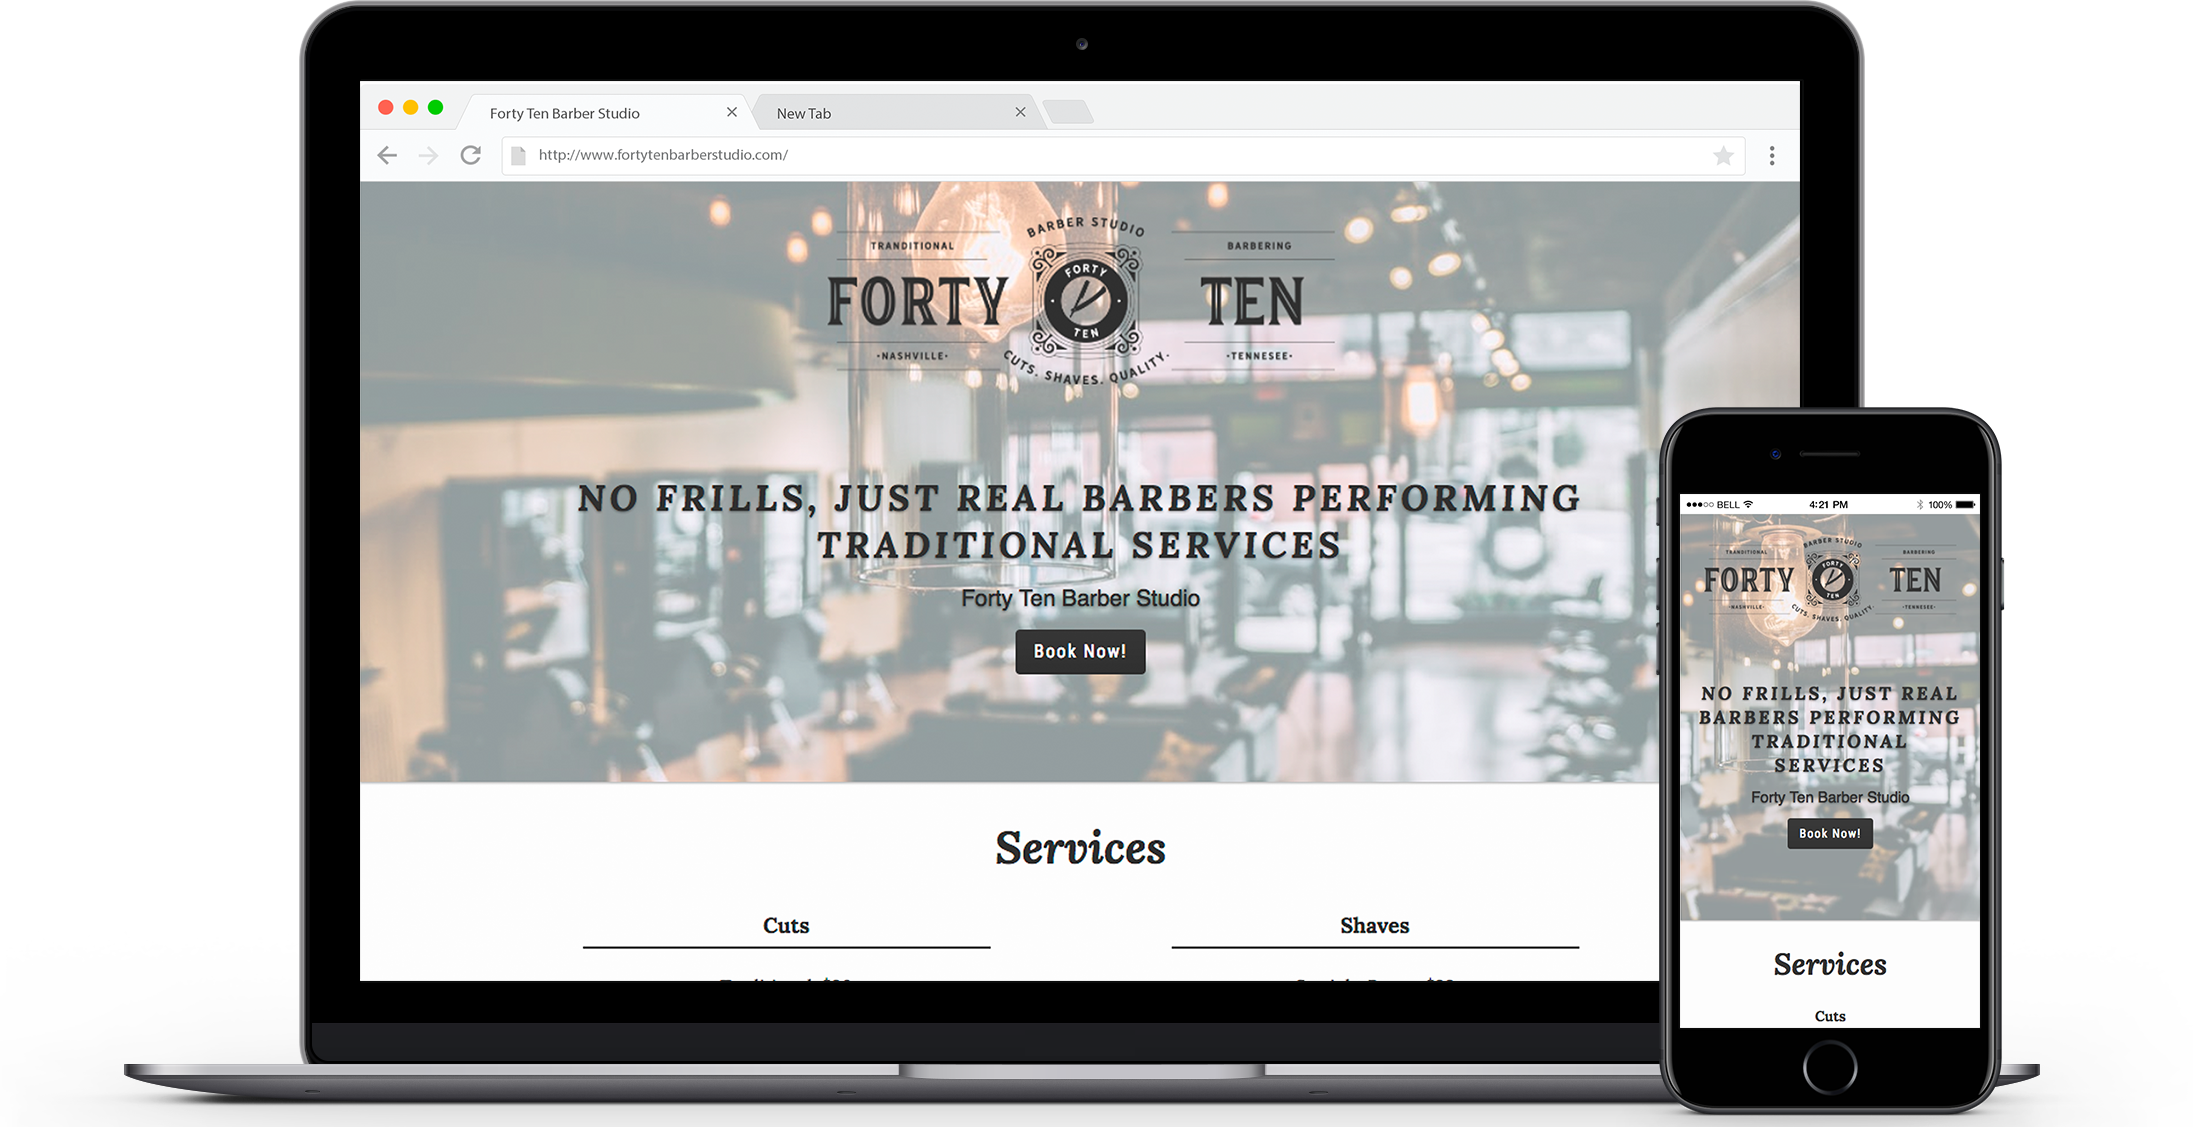 Forty Ten Barber Studio
New Tab
http://www.fortytenbarberstudio.com/
BARBER STUDIO
TRANDITIONAL
BARBERING
FORTY
FORTY
TEN
TEN
·NASHVILLE·
·TENNESEE·
CUTS. SHAVES. QUALITY.
NO FRILLS, JUST REAL BARBERS PERFORMING
TRADITIONAL SERVICES
Forty Ten Barber Studio
Book Now!
Services
Cuts
Shaves
BELL
4:21 PM
100%
BARBER STUDIO
TRANDITIONAL
BARBERING
FORTY
FORTY
TEN
TEN
·NASHVILLE·
·TENNESEE·
CUTS. SHAVES. QUALITY.
NO FRILLS, JUST REAL
BARBERS PERFORMING
TRADITIONAL
SERVICES
Forty Ten Barber Studio
Book Now!
Services
Cuts